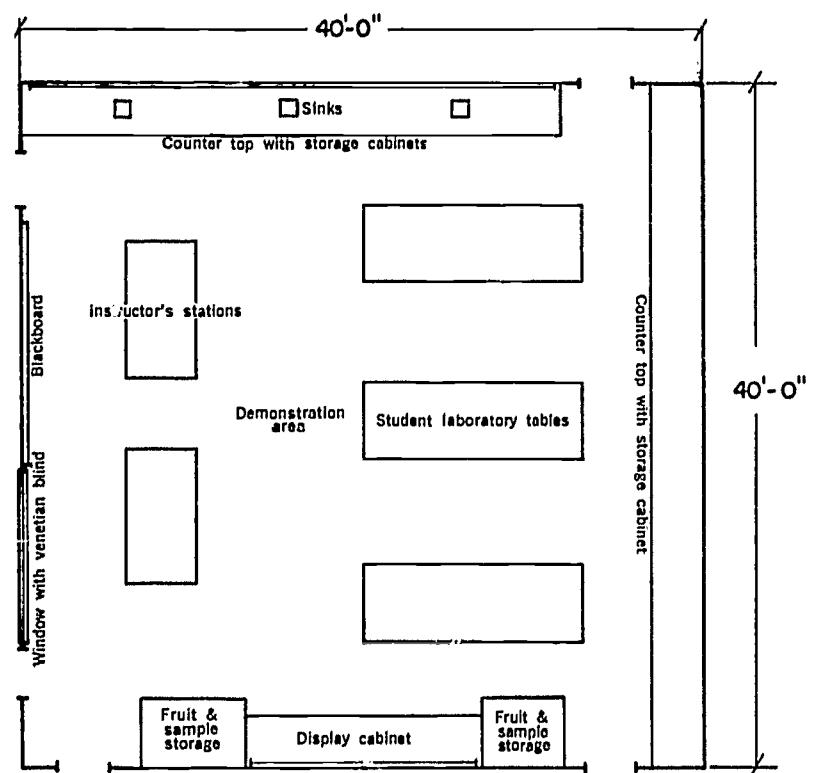 40'-0"
Sinks
Counter top with storage cabinets
Instructor's stations
Blackboard
Counter top with storage cabinet
40'-0"
Demonstration
area
Student laboratory tables
Window with venetian blind
Fruit &
sample
storage
Display cabinet
Fruit &
sample
storage